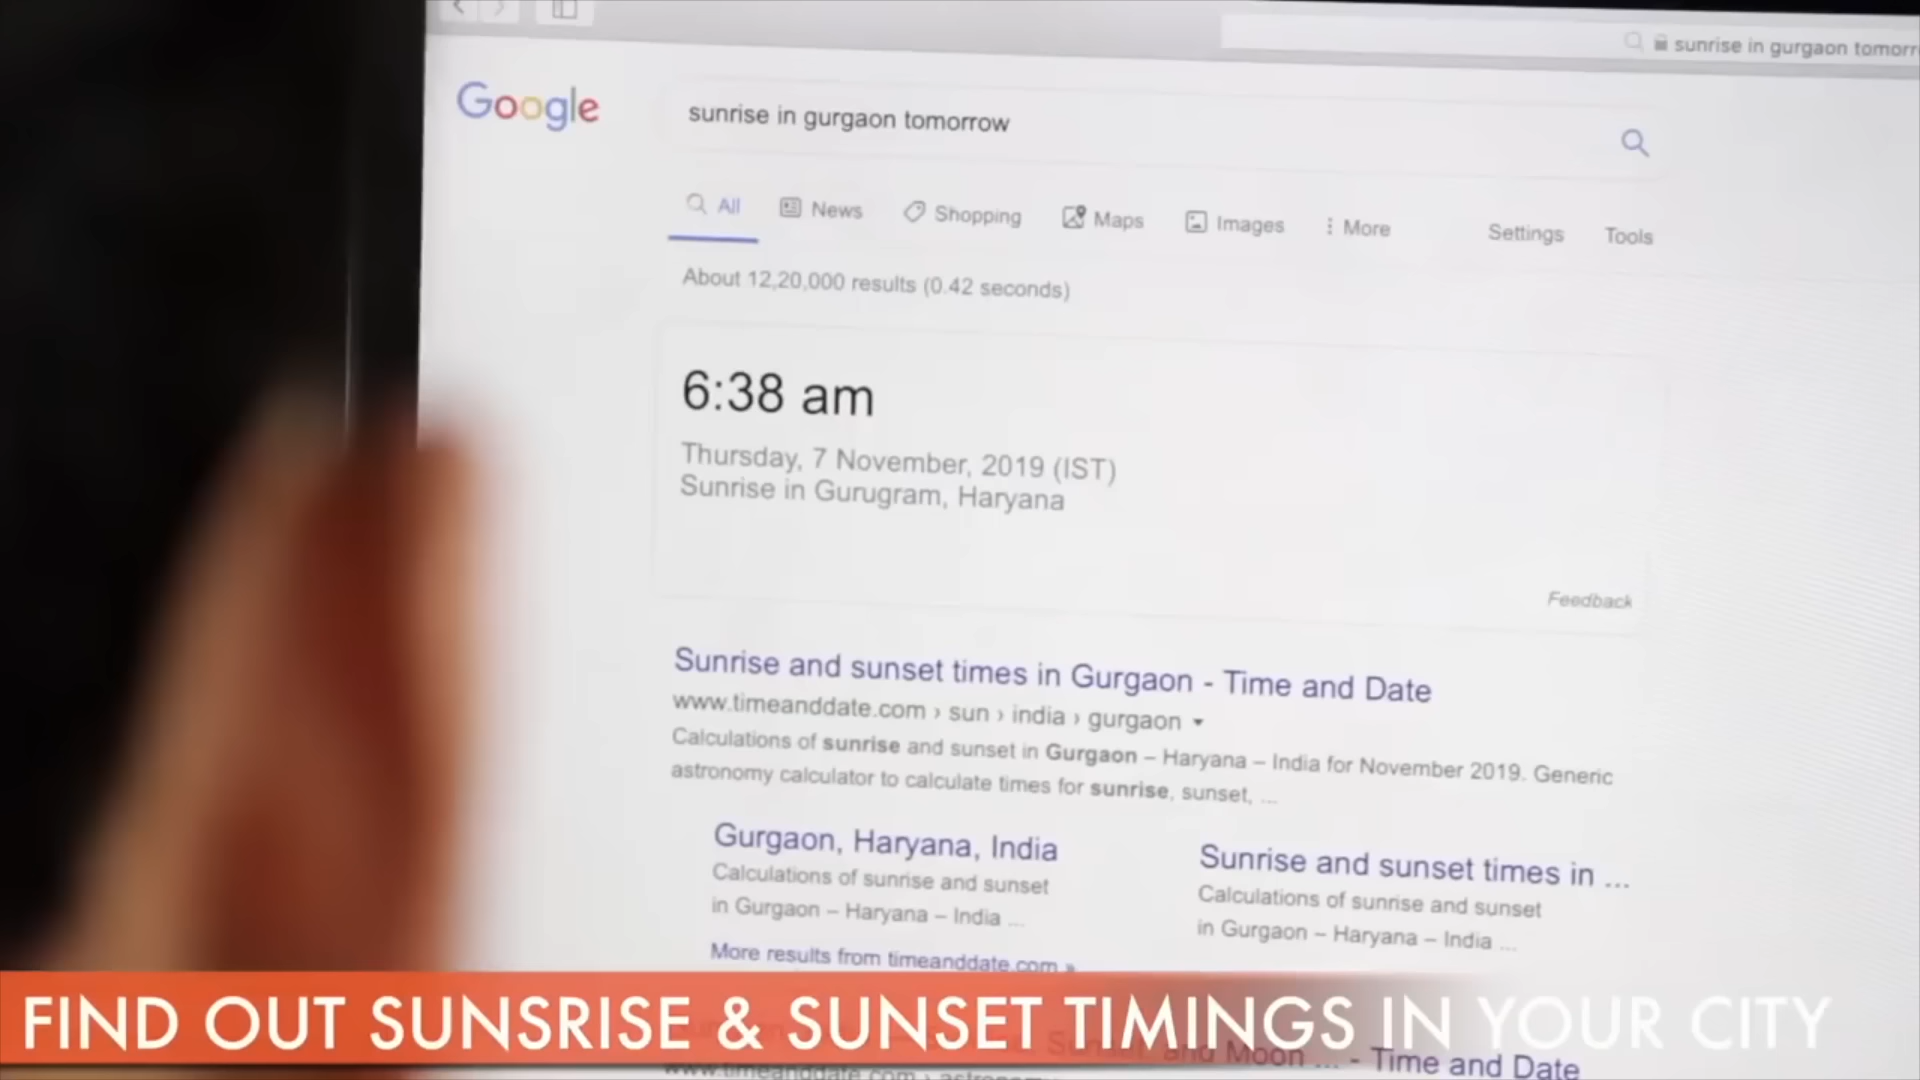 sunrise in gurgaon tomorr
Google
sunrise in gurgaon tomorrow
All News Shopping Maps Images More Settings Tools
About 12,20,000 results (0.42 seconds)
6:38 am
Thursday, 7 November, 2019 (IST)
Sunrise in Gurugram, Haryana
Feedback
Sunrise and sunset times in Gurgaon - Time and Date
www.timeanddate.com › sun › india › gurgaon
Calculations of sunrise and sunset in Gurgaon – Haryana – India for November 2019. Generic
astronomy calculator to calculate times for sunrise, sunset, ...
Gurgaon, Haryana, India
Calculations of sunrise and sunset
in Gurgaon – Haryana – India ...
Sunrise and sunset times in ...
Calculations of sunrise and sunset
in Gurgaon – Haryana – India ...
More results from timeanddate.com »
FIND OUT SUNSRISE & SUNSET TIMINGS IN YOUR CITY
and Moon ... - Time and Date
www.timeanddate.com